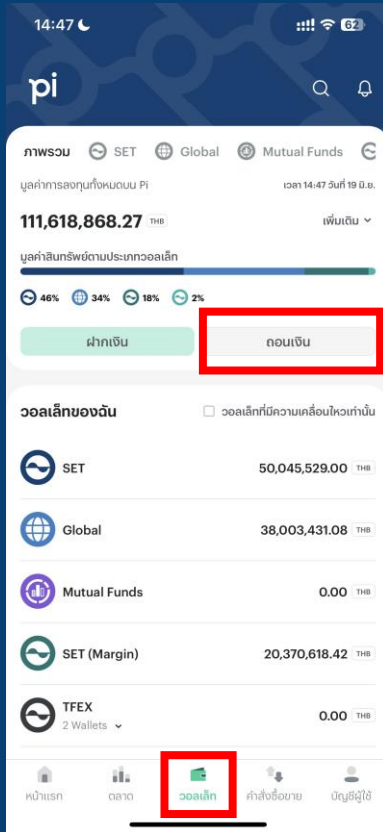 14:47
62
pi
ภาพรวม SET Global Mutual Funds
มูลค่าการลงทุนทั้งหมดบน Pi เวลา 14:47 วันที่ 19 มิ.ย.
111,618,868.27 THB เพิ่มเติม
มูลค่าสินทรัพย์ตามประเภทวอลเล็ก
46% 34% 18% 2%
ฝากเงิน ถอนเงิน
วอลเล็ทของฉัน วอลเล็ทที่มีความเคลื่อนไหวเท่านั้น
SET 50,045,529.00 THB
Global 38,003,431.08 THB
Mutual Funds 0.00 THB
SET (Margin) 20,370,618.42 THB
TFEX 0.00 THB
2 Wallets
หน้าแรก ตลาด วอลเล็ท คำสั่งซื้อขาย บัญชีผู้ใช้